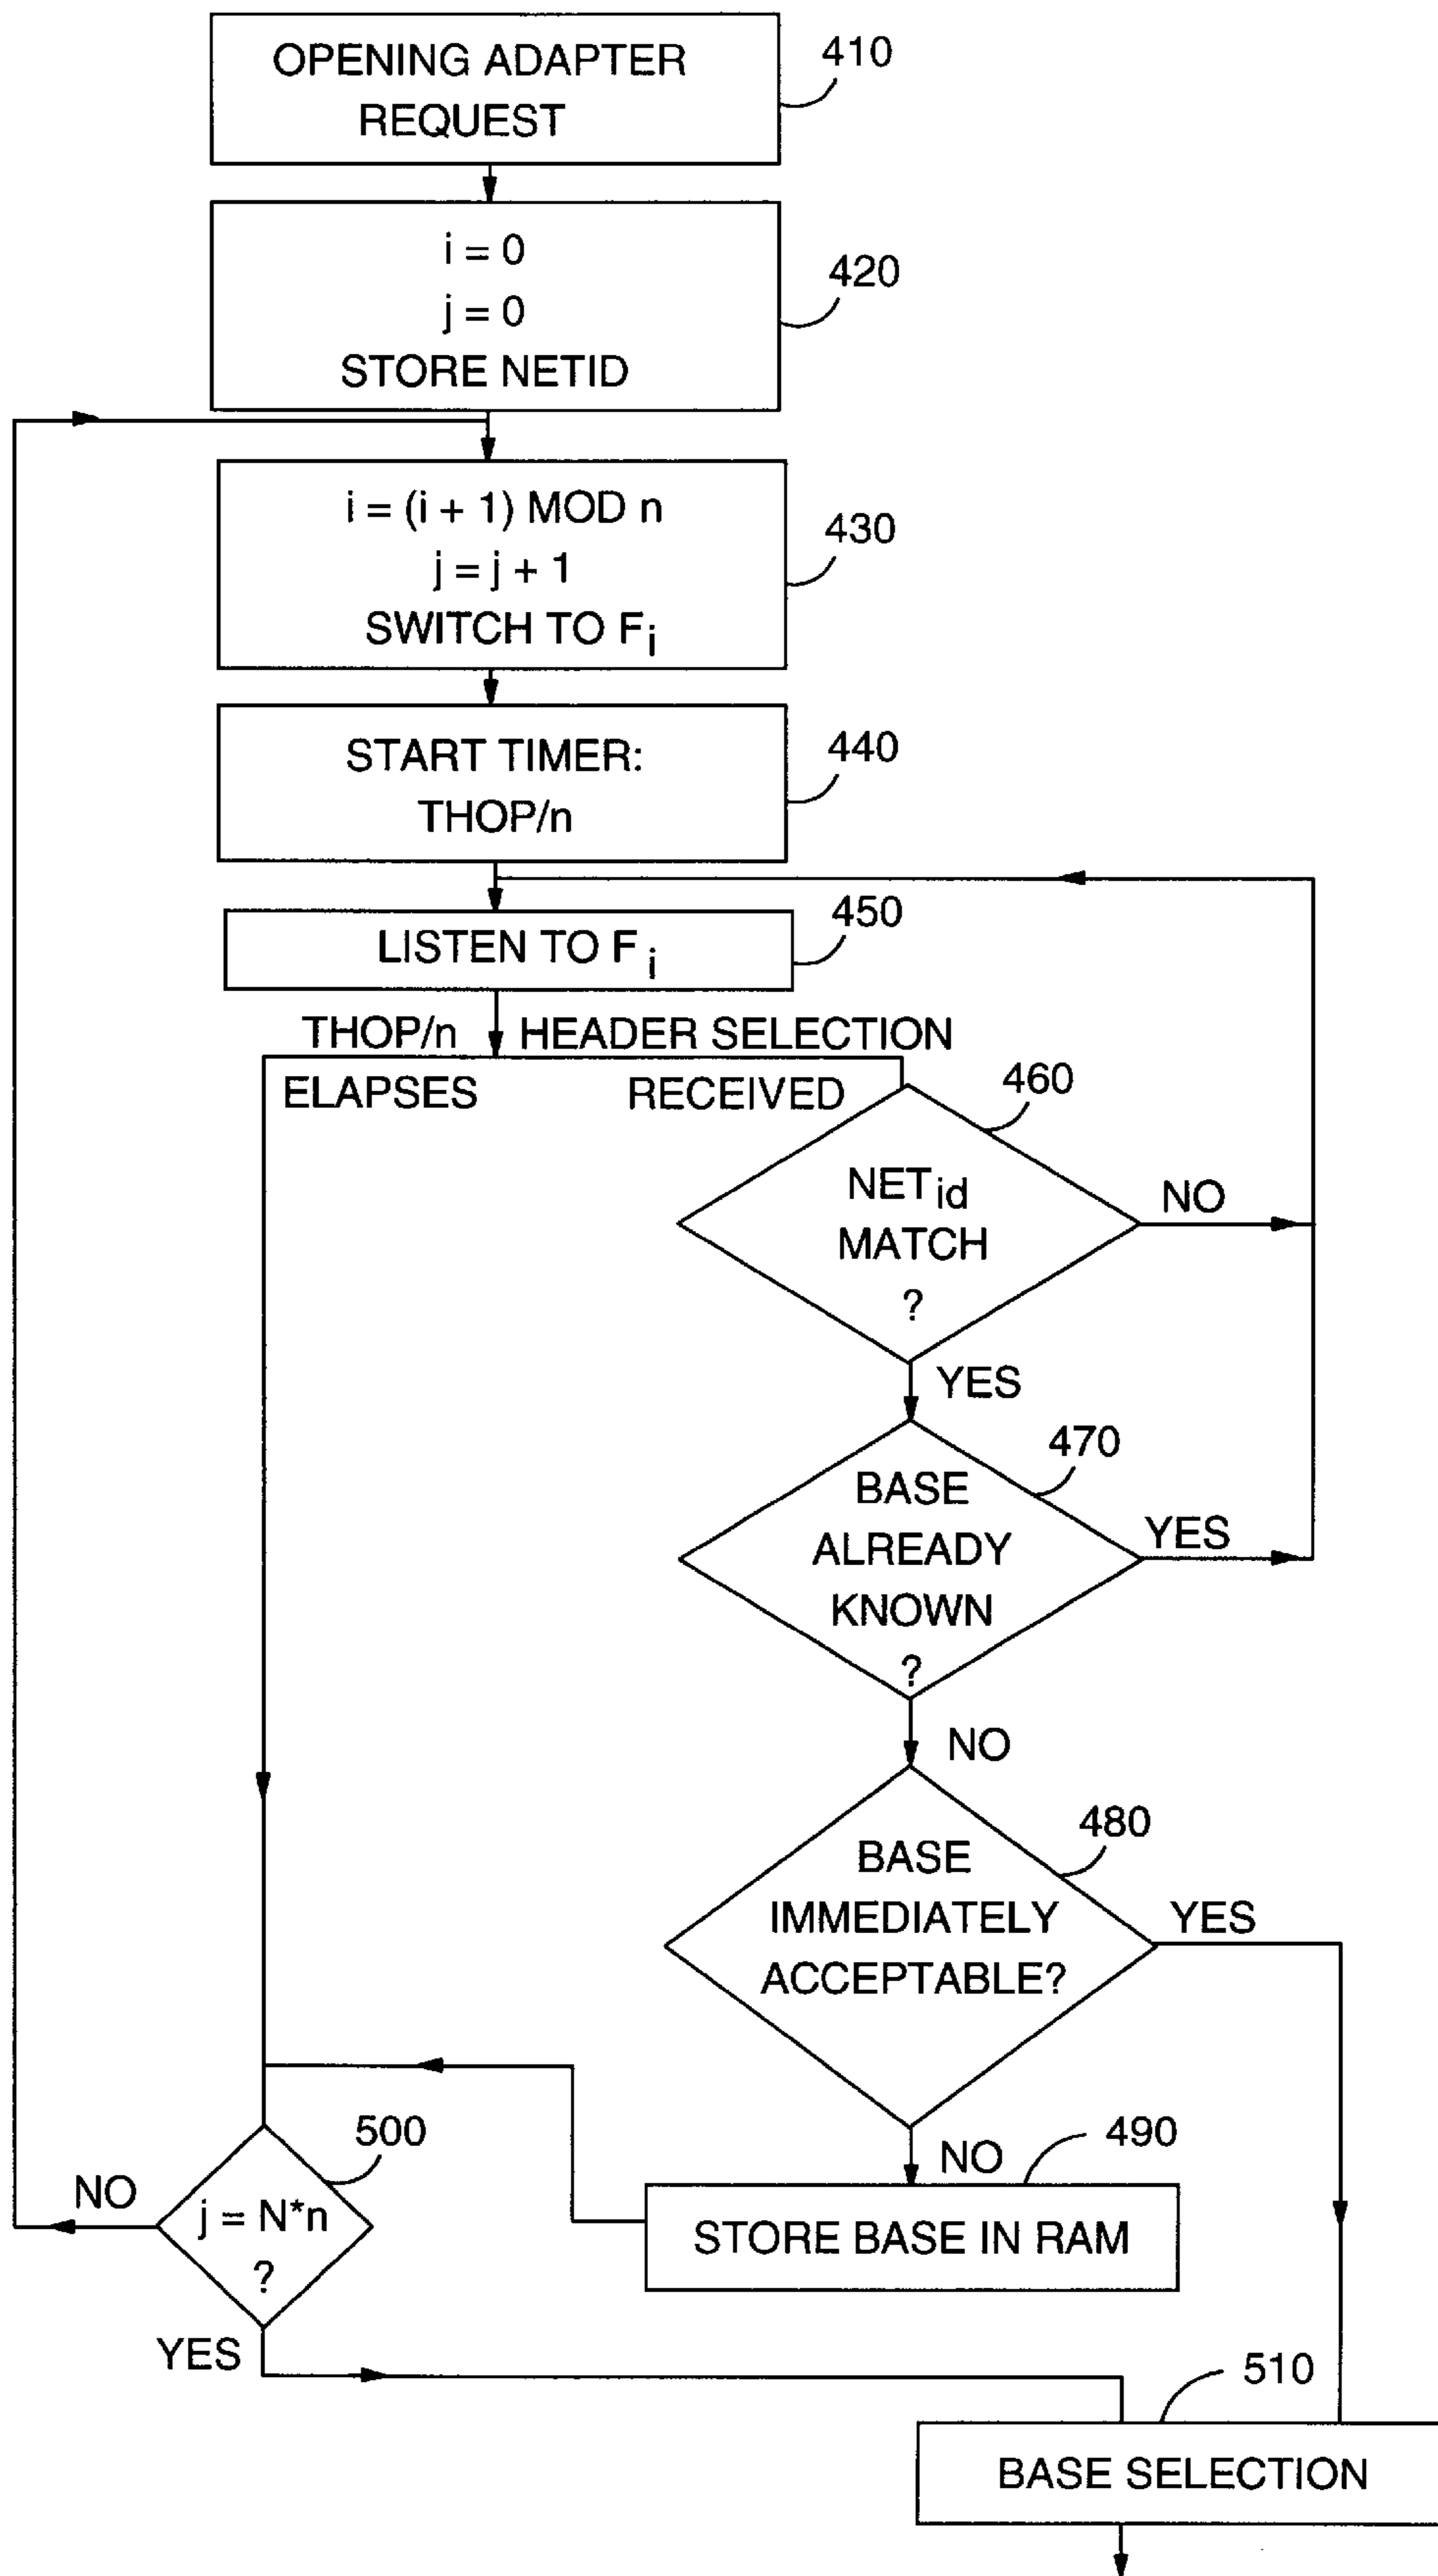 OPENING ADAPTER
REQUEST
410
i = 0
j = 0
STORE NETID
420
i = (i + 1) MOD n
j = j + 1
SWITCH TO Fi
430
START TIMER:
THOP/n
440
LISTEN TO Fi
450
THOP/n
ELAPSES
HEADER SELECTION
RECEIVED
460
NETid
MATCH
?
NO
YES
470
BASE
ALREADY
KNOWN
?
YES
NO
480
BASE
IMMEDIATELY
ACCEPTABLE?
YES
NO
490
STORE BASE IN RAM
500
j = N*n
?
NO
YES
510
BASE SELECTION